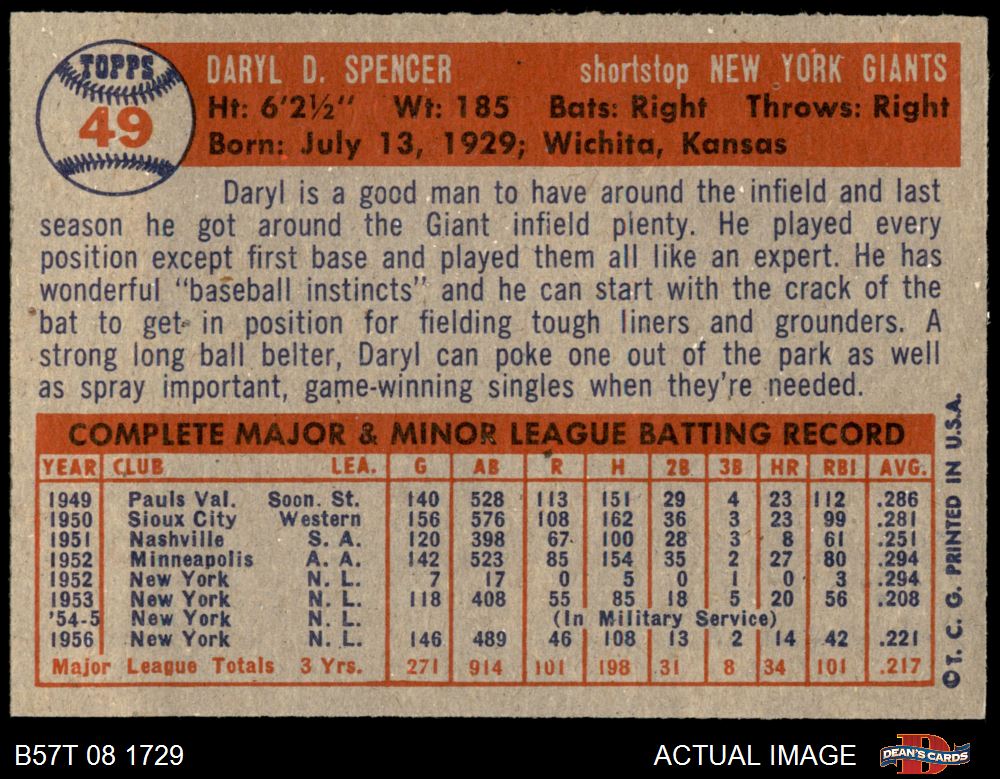 TOPPS
49
DARYL D. SPENCER shortstop NEW YORK GIANTS
Ht: 6'2½" Wt: 185 Bats: Right Throws: Right
Born: July 13, 1929; Wichita, Kansas
Daryl is a good man to have around the infield and last
season he got around the Giant infield plenty. He played every
position except first base and played them all like an expert. He has
wonderful "baseball instincts" and he can start with the crack of the
bat to get in position for fielding tough liners and grounders. A
strong long ball belter, Daryl can poke one out of the park as well
as spray important, game-winning singles when they're needed.
COMPLETE MAJOR & MINOR LEAGUE BATTING RECORD
YEAR CLUB LEA. G AB R H 2B 3B HR RBI AVG.
1949 Pauls Val. Soon. St. 140 528 113 151 29 4 23 112 .286
1950 Sioux City Western 156 576 108 162 36 3 23 99 .281
1951 Nashville S. A. 120 398 67 100 28 3 8 61 .251
1952 Minneapolis A. A. 142 523 85 154 35 2 27 80 .294
1952 New York N. L. 7 17 0 5 0 1 0 3 .294
1953 New York N. L. 118 408 55 85 18 5 20 56 .208
'54-5 New York N. L. (In Military Service)
1956 New York N. L. 146 489 46 108 13 2 14 42 .221
Major League Totals 3 Yrs. 271 914 101 198 31 8 34 101 .217
© T. C. G. PRINTED IN U.S.A.
B57T 08 1729 ACTUAL IMAGE DEAN'S CARDS